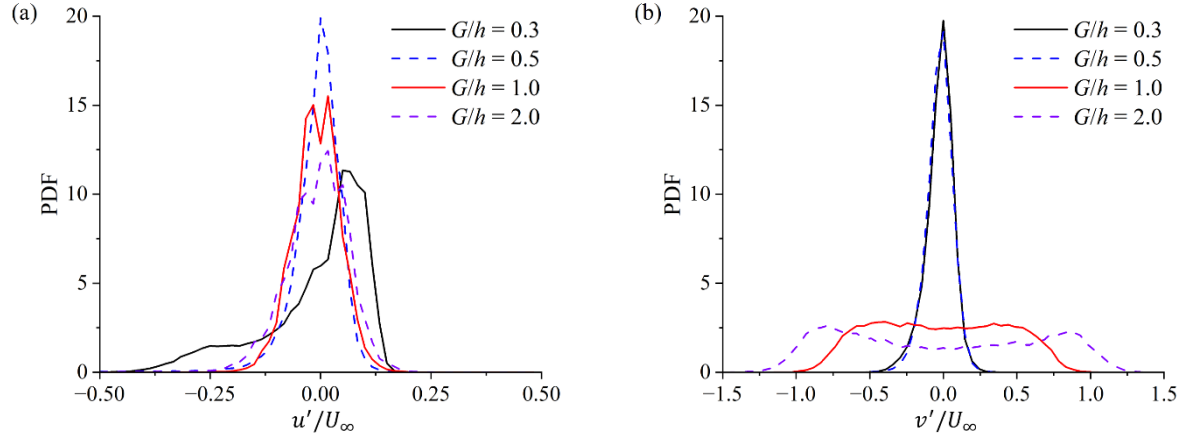 (a)
PDF
20
15
10
5
0
−0.50
−0.25
0.00
0.25
0.50
u′/U∞
G/h = 0.3
G/h = 0.5
G/h = 1.0
G/h = 2.0
(b)
PDF
20
15
10
5
0
−1.5
−1.0
−0.5
0.0
0.5
1.0
1.5
v′/U∞
G/h = 0.3
G/h = 0.5
G/h = 1.0
G/h = 2.0